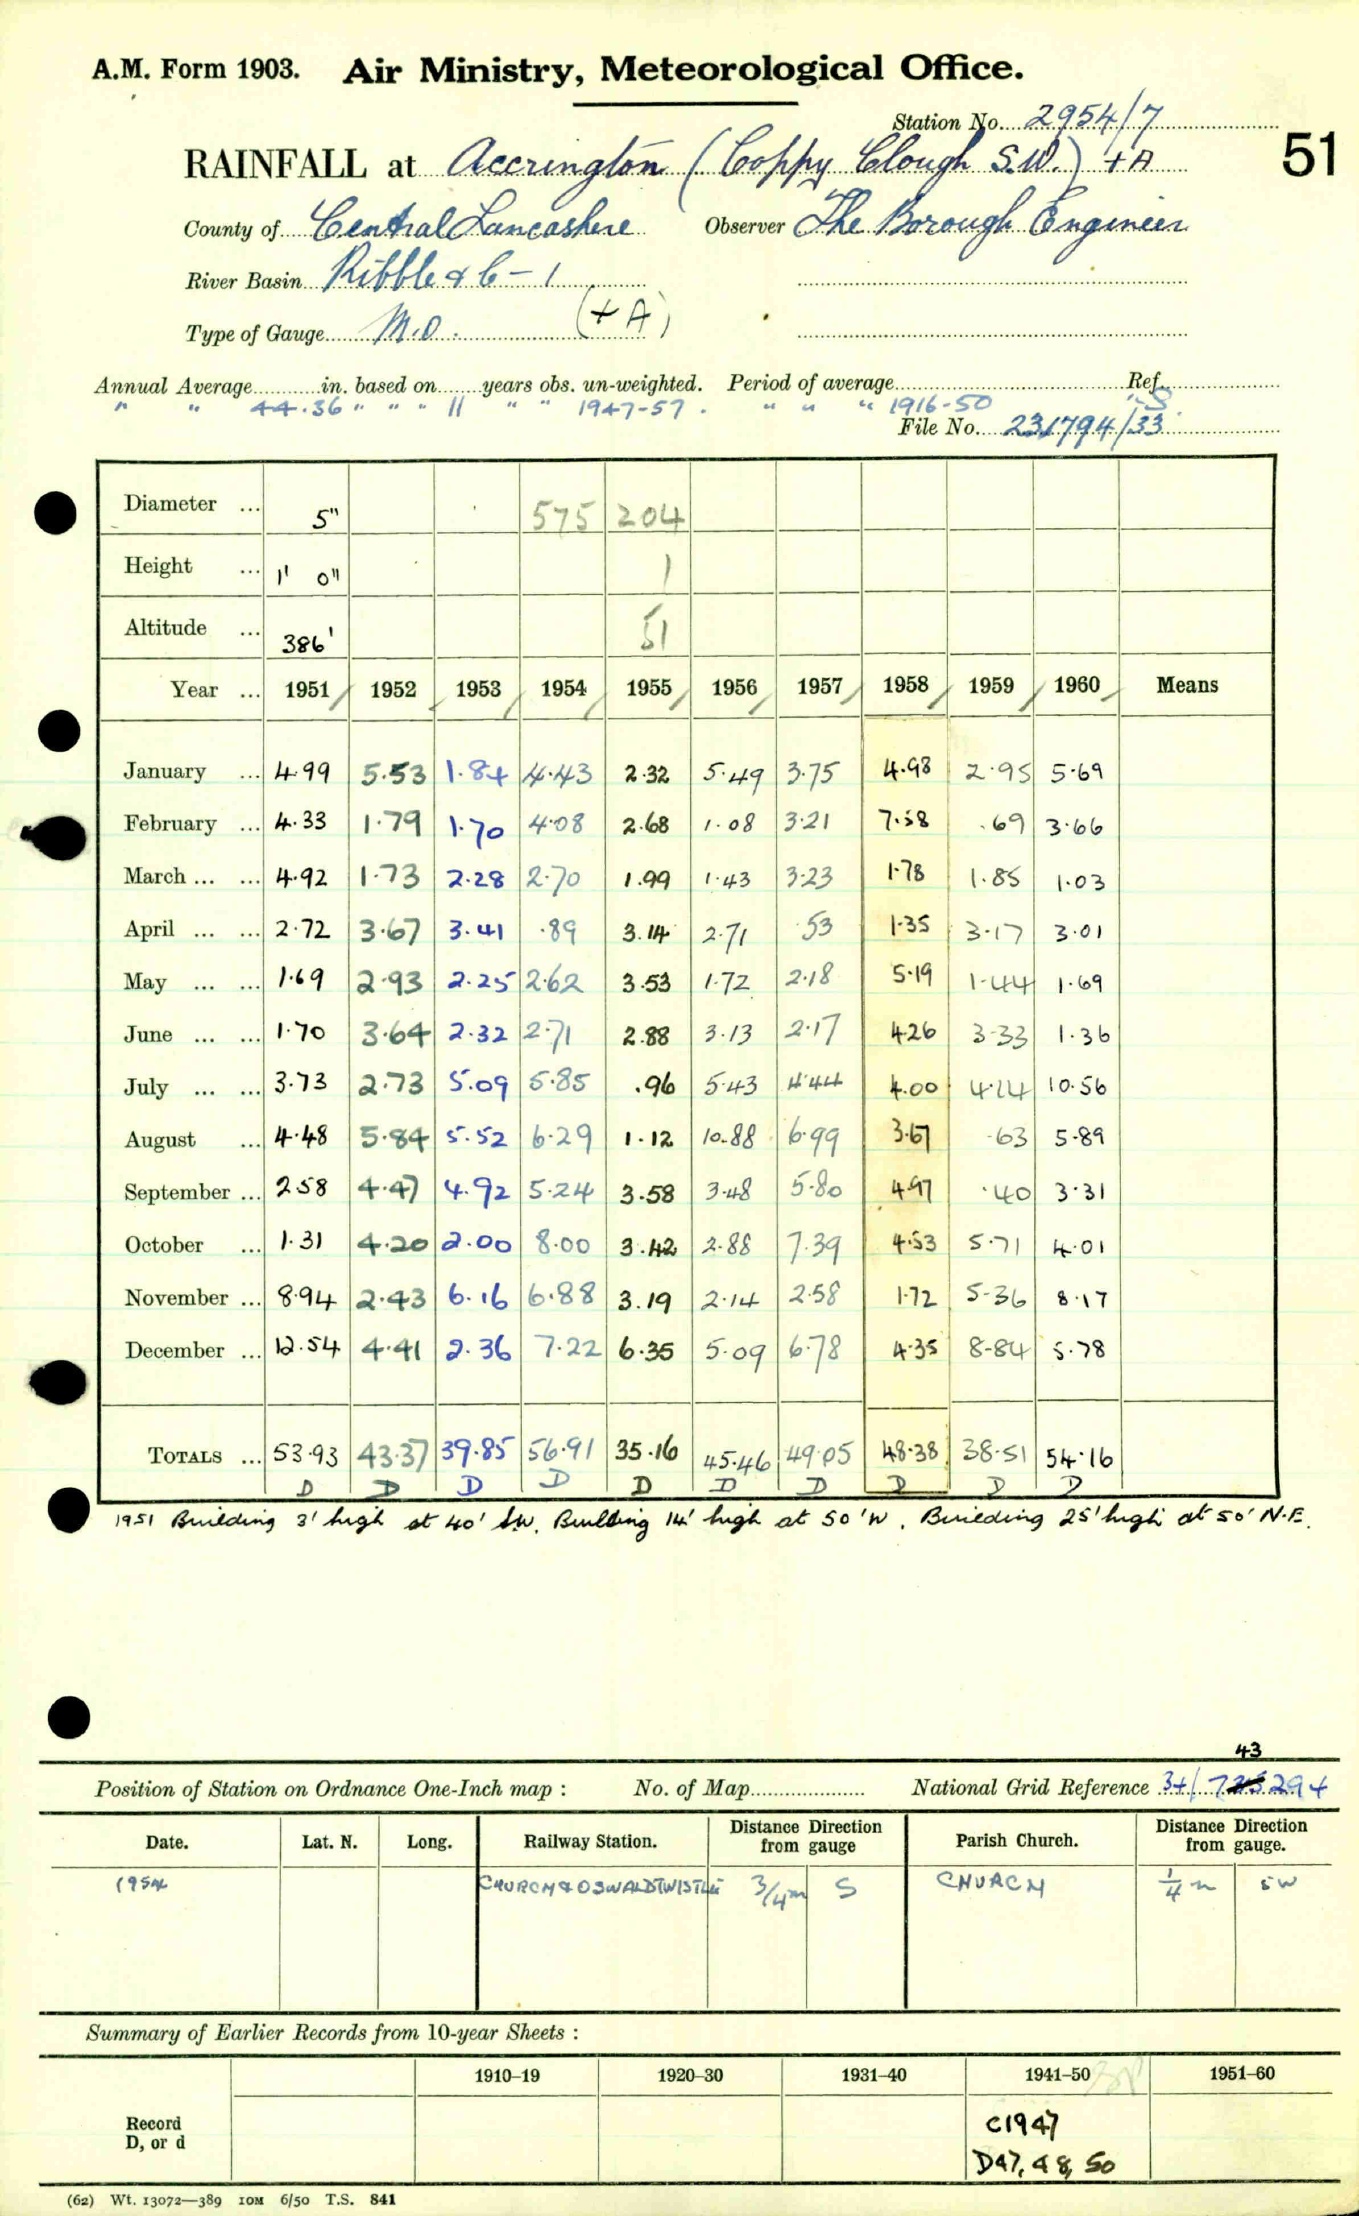 A.M. Form 1903. Air Ministry, Meteorological Office.
Station No. 2954/7
51
RAINFALL at Accrington (Coppy Clough S.W.) + A
County of Central Lancashire Observer The Borough Engineer
River Basin Ribble & C - 1
Type of Gauge M.O. (+A)
Annual Average in. based on years obs. un-weighted. Period of average Ref.
" " 44.36 " " " 11 " " 1947-57. " " " 1916-50 "S.
File No. 231794/33
Diameter ... 5" 575 204
Height ... 1' 0" 1
Altitude ... 386' 51
Year ... 1951 1952 1953 1954 1955 1956 1957 1958 1959 1960 Means
January ... 4.99 5.53 1.84 4.43 2.32 5.49 3.75 4.98 2.95 5.69
February ... 4.33 1.79 1.70 4.08 2.68 1.08 3.21 7.58 .69 3.66
March ... ... 4.92 1.73 2.28 2.70 1.99 1.43 3.23 1.78 1.85 1.03
April ... ... 2.72 3.67 3.41 .89 3.14 2.71 .53 1.35 3.17 3.01
May ... ... 1.69 2.93 2.25 2.62 3.53 1.72 2.18 5.19 1.44 1.69
June ... ... 1.70 3.64 2.32 2.71 2.88 3.13 2.17 4.26 3.33 1.36
July ... ... 3.73 2.73 5.09 5.85 .96 5.43 4.44 4.00 4.14 10.56
August ... 4.48 5.84 5.52 6.29 1.12 10.88 6.99 3.67 .63 5.89
September ... 2.58 4.47 4.92 5.24 3.58 3.48 5.80 4.97 .40 3.31
October ... 1.31 4.20 2.00 8.00 3.42 2.88 7.39 4.53 5.71 4.01
November ... 8.94 2.43 6.16 6.88 3.19 2.14 2.58 1.72 5.36 8.17
December ... 12.54 4.41 2.36 7.22 6.35 5.09 6.78 4.35 8.84 5.78
TOTALS ... 53.93 43.37 39.85 56.91 35.16 45.46 49.05 48.38 38.51 54.16
D D D D D D D D D D
1951 Building 3' high at 40' S.W. Building 14' high at 50' W. Building 25' high at 50' N.E.
43
Position of Station on Ordnance One-Inch map : No. of Map National Grid Reference 34/7 294
Date. Lat. N. Long. Railway Station. Distance from Direction gauge Parish Church. Distance from Direction gauge.
1954 CHURCH & OSWALDTWISTLE 3/4 m S CHURCH 1/4 m SW
Summary of Earlier Records from 10-year Sheets :
1910–19 1920–30 1931–40 1941–50 1951–60
Record
D, or d
C1947
D47, 48, 50
(62) Wt. 13072—389 IOM 6/50 T.S. 841